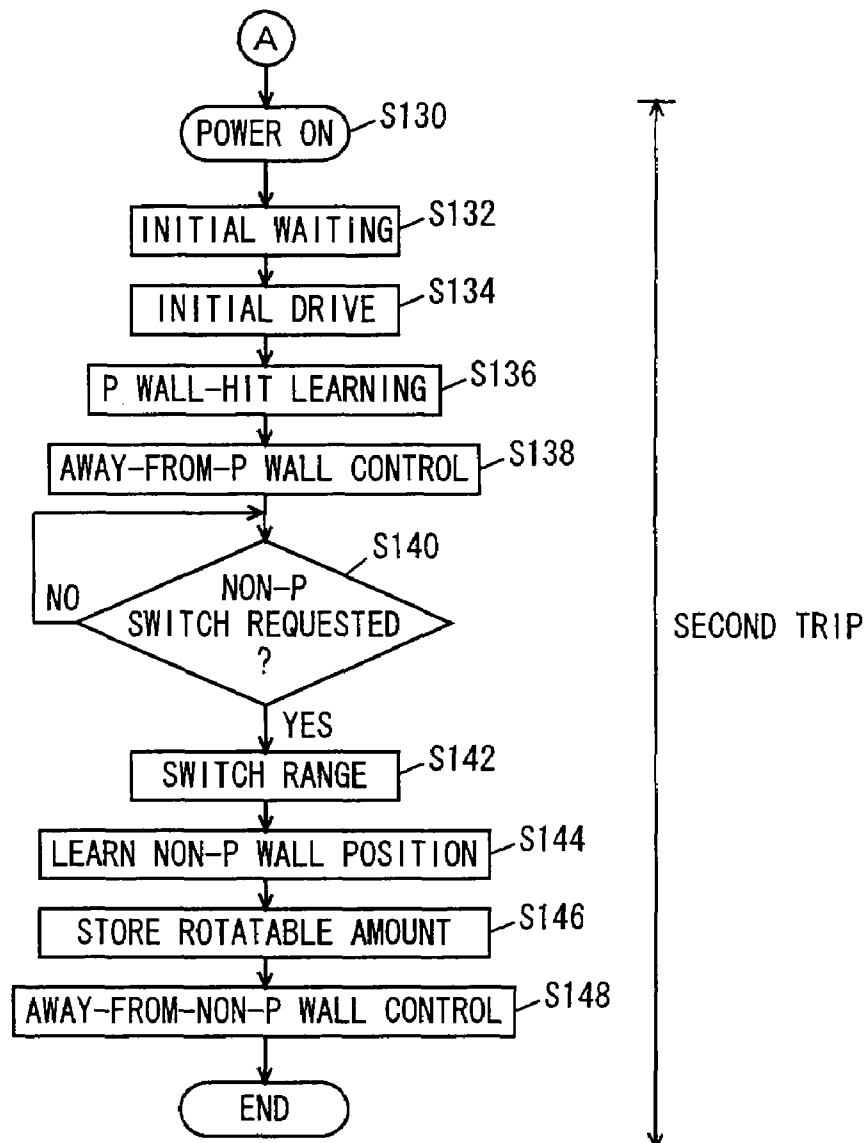 A
POWER ON
S130
INITIAL WAITING
S132
INITIAL DRIVE
S134
P WALL-HIT LEARNING
S136
AWAY-FROM-P WALL CONTROL
S138
S140
NON-P
SWITCH REQUESTED
?
NO
SECOND TRIP
YES
SWITCH RANGE
S142
LEARN NON-P WALL POSITION
S144
STORE ROTATABLE AMOUNT
S146
AWAY-FROM-NON-P WALL CONTROL
S148
END